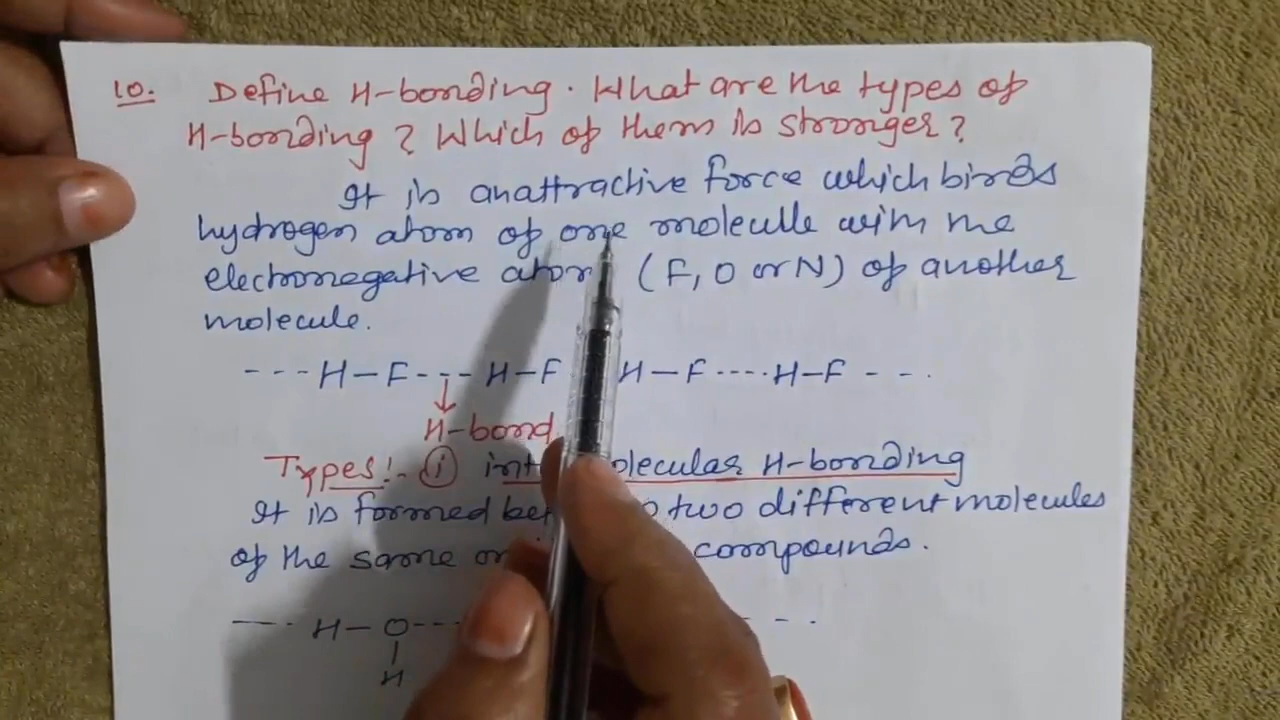 10. Define H-bonding. What are the types of
H-bonding? Which of them is stronger?
It is an attractive force which binds
hydrogen atom of one molecule with the
electronegative atom (F, O or N) of another
molecule.
---H-F---H-F H-F----H-F---.
H-bond
Types:- (i) molecular H-bonding
It is formed two different molecules
of the same compounds.
---- H-O---
H